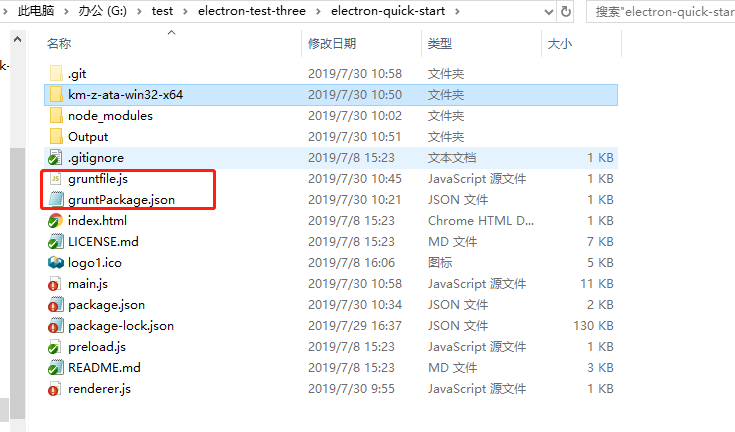 此电脑 > 办公 (G:) > test > electron-test-three > electron-quick-start > 搜索"electron-quick-star
名称 修改日期 类型 大小
.git 2019/7/30 10:58 文件夹
km-z-ata-win32-x64 2019/7/30 10:50 文件夹
node_modules 2019/7/30 10:02 文件夹
Output 2019/7/30 10:51 文件夹
.gitignore 2019/7/8 15:23 文本文档 1 KB
gruntfile.js 2019/7/30 10:45 JavaScript 源文件 1 KB
gruntPackage.json 2019/7/30 10:21 JSON 文件 1 KB
index.html 2019/7/8 15:23 Chrome HTML D... 1 KB
LICENSE.md 2019/7/8 15:23 MD 文件 7 KB
logo1.ico 2019/7/8 16:06 图标 5 KB
main.js 2019/7/30 10:58 JavaScript 源文件 11 KB
package.json 2019/7/30 10:34 JSON 文件 2 KB
package-lock.json 2019/7/29 16:37 JSON 文件 130 KB
preload.js 2019/7/8 15:23 JavaScript 源文件 1 KB
README.md 2019/7/8 15:23 MD 文件 3 KB
renderer.js 2019/7/30 9:55 JavaScript 源文件 1 KB